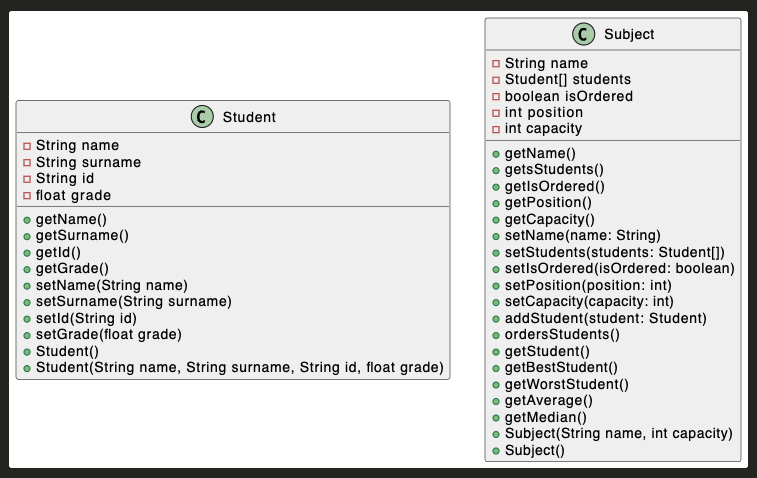 C Student
String name
String surname
String id
float grade
getName()
getSurname()
getId()
getGrade()
setName(String name)
setSurname(String surname)
setId(String id)
setGrade(float grade)
Student()
Student(String name, String surname, String id, float grade)
C Subject
String name
Student[] students
boolean isOrdered
int position
int capacity
getName()
getsStudents()
getIsOrdered()
getPosition()
getCapacity()
setName(name: String)
setStudents(students: Student[])
setIsOrdered(isOrdered: boolean)
setPosition(position: int)
setCapacity(capacity: int)
addStudent(student: Student)
ordersStudents()
getStudent()
getBestStudent()
getWorstStudent()
getAverage()
getMedian()
Subject(String name, int capacity)
Subject()